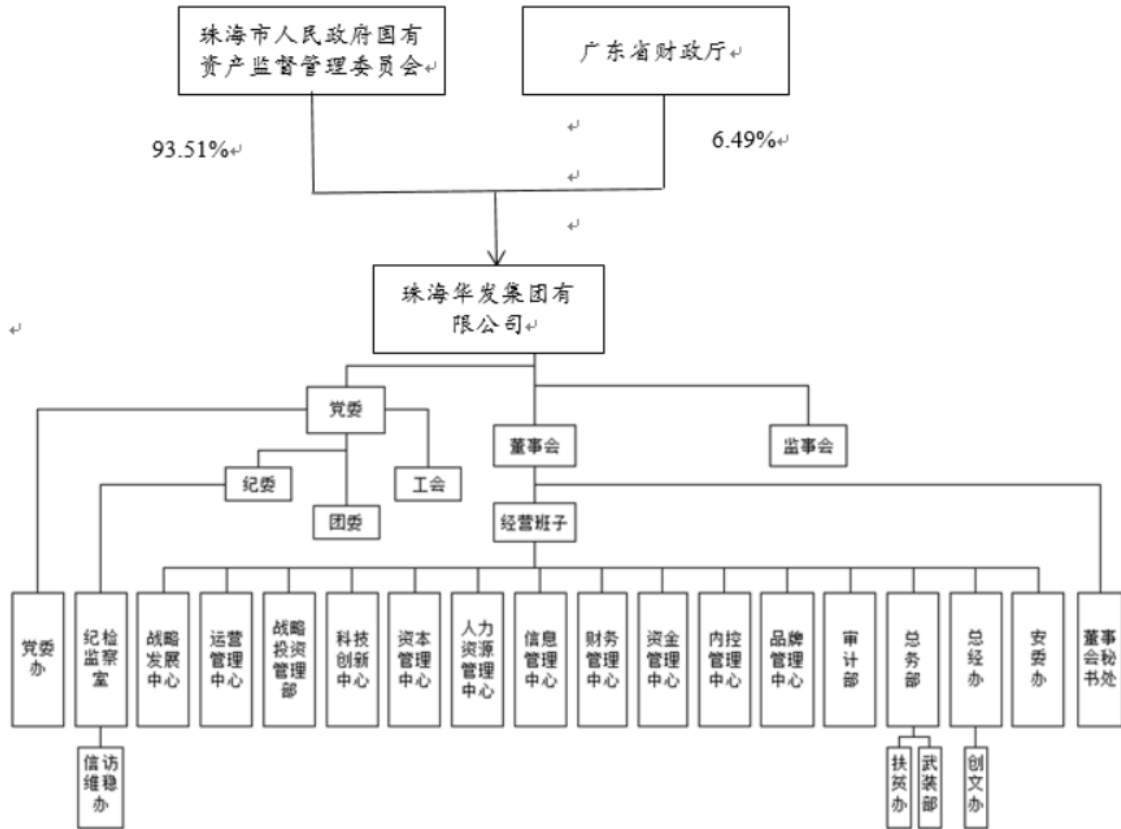 珠海市人民政府国有
资产监督管理委员会
广东省财政厅
93.51%
6.49%
珠海华发集团有
限公司
党委
董事会
监事会
纪委
工会
团委
经营班子
党委
办
纪检
监察
室
战略
发展
中心
运营
管理
中心
战略
投资
管理
部
科技
创新
中心
资本
管理
中心
人力
资源
管理
中心
信息
管理
中心
财务
管理
中心
资金
管理
中心
内控
管理
中心
品牌
管理
中心
审
计
部
总
务
部
总
经
办
安
委
办
董事
会秘
书处
信访
维稳
办
扶
贫
办
武
装
部
创
文
办